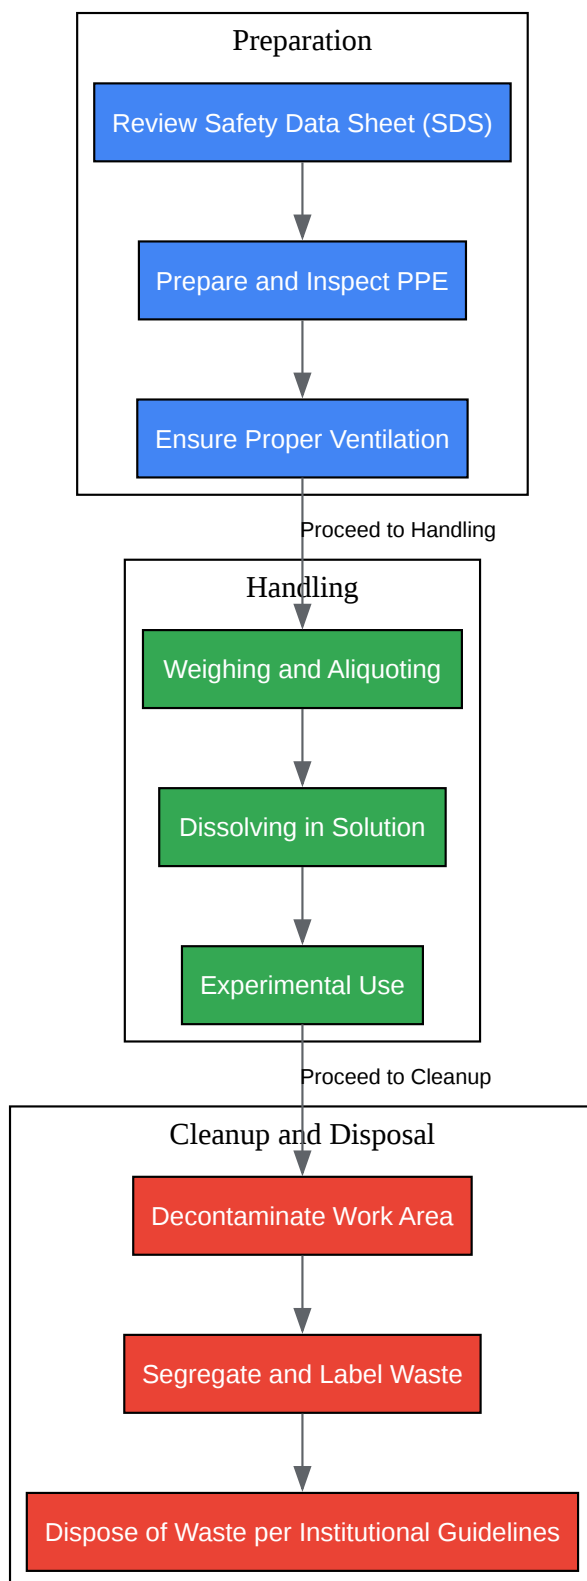 Preparation
Review Safety Data Sheet (SDS)
Prepare and Inspect PPE
Ensure Proper Ventilation
Proceed to Handling
Handling
Weighing and Aliquoting
Dissolving in Solution
Experimental Use
Proceed to Cleanup
Cleanup and Disposal
Decontaminate Work Area
Segregate and Label Waste
Dispose of Waste per Institutional Guidelines